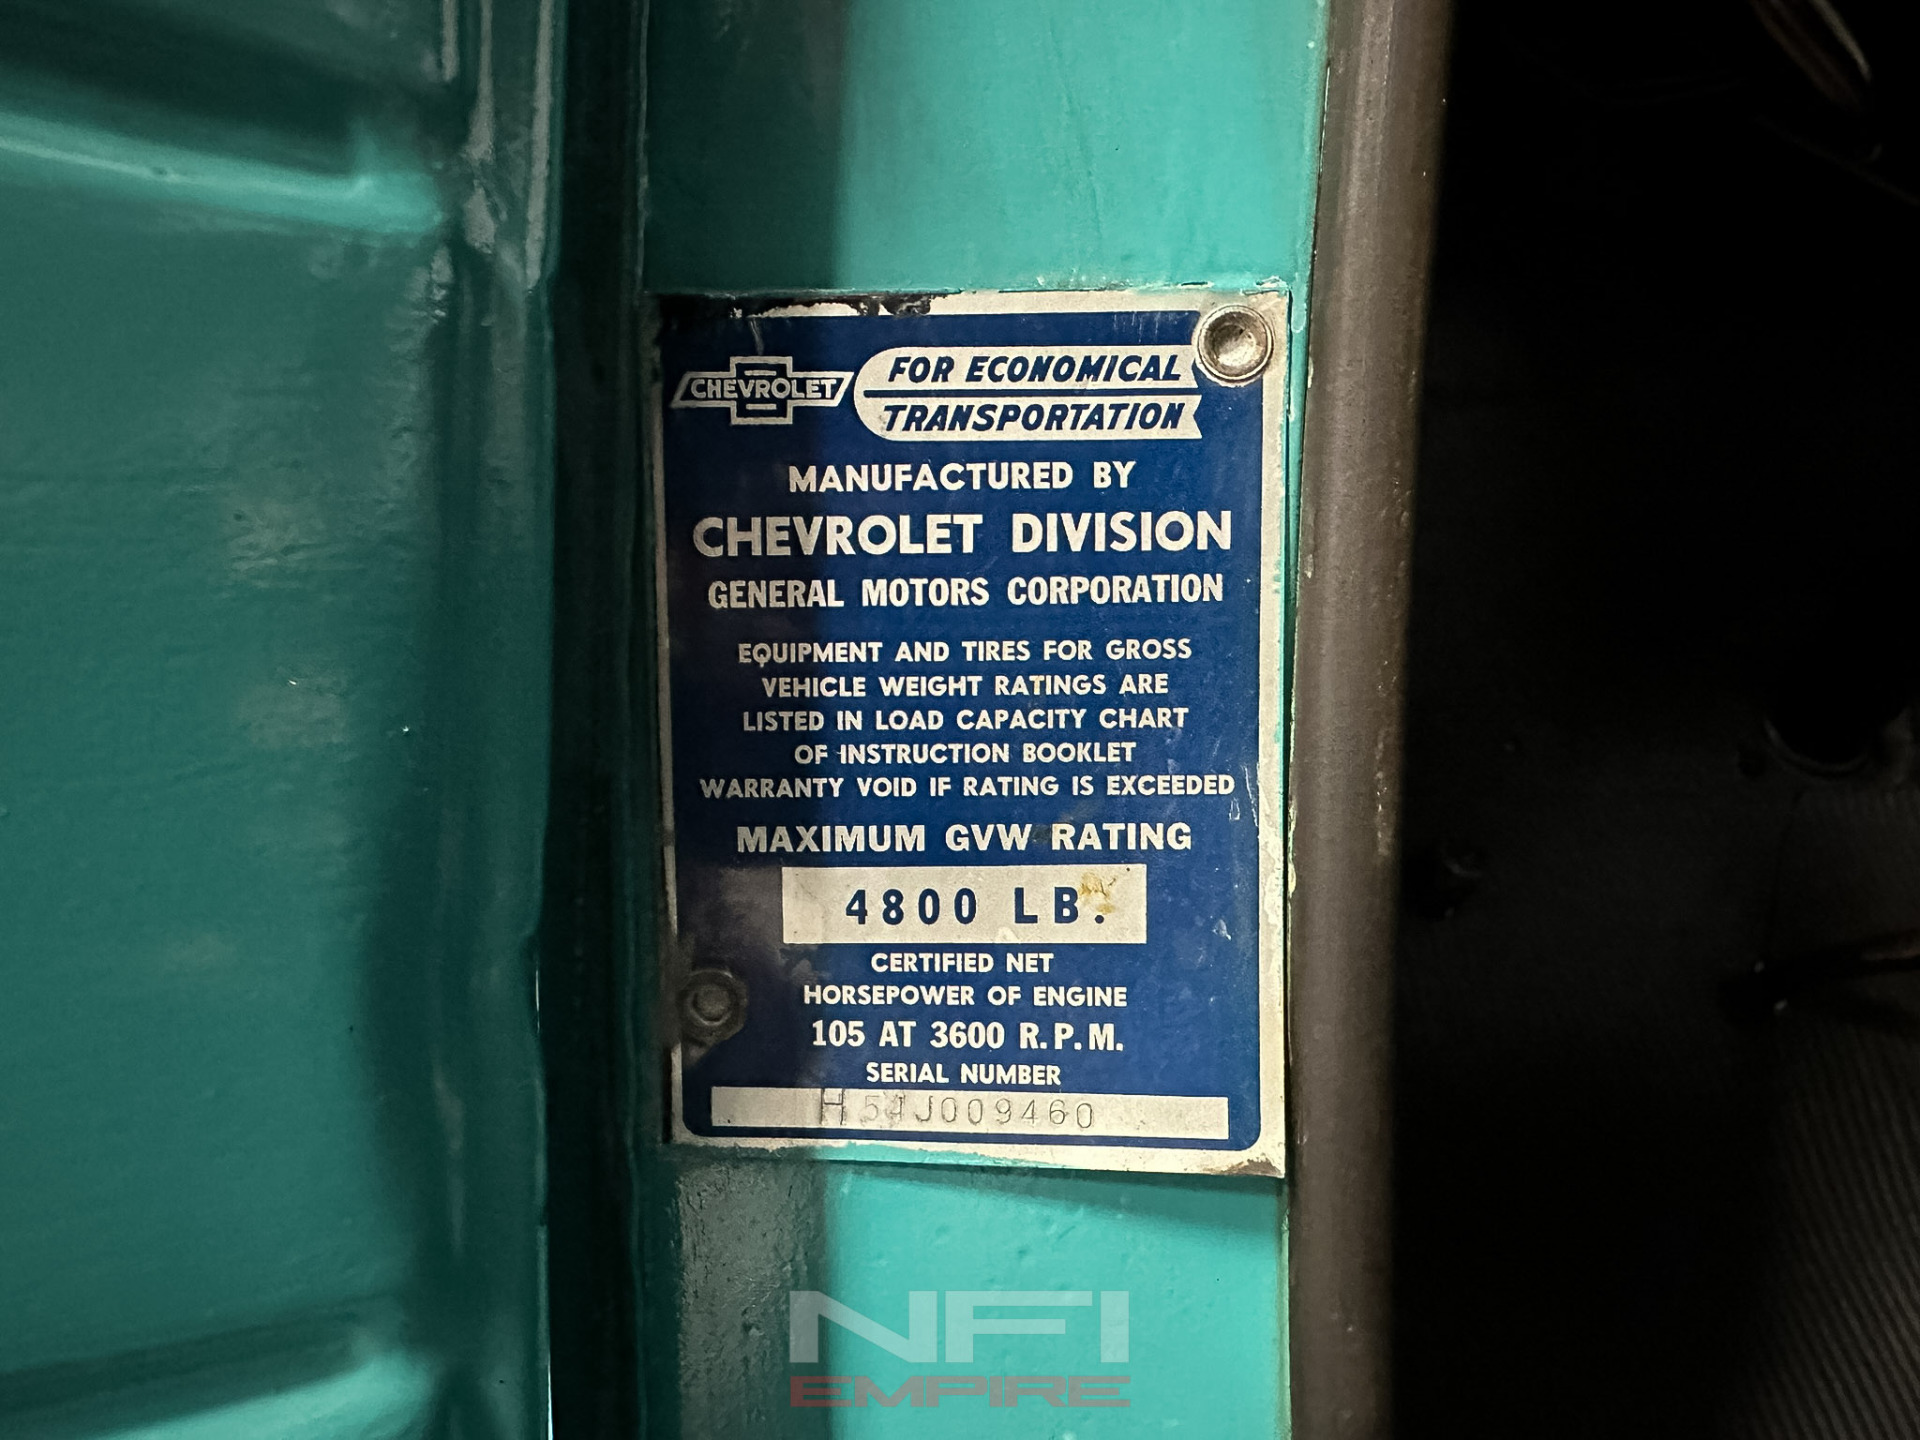 CHEVROLET
FOR ECONOMICAL
TRANSPORTATION
MANUFACTURED BY
CHEVROLET DIVISION
GENERAL MOTORS CORPORATION
EQUIPMENT AND TIRES FOR GROSS
VEHICLE WEIGHT RATINGS ARE
LISTED IN LOAD CAPACITY CHART
OF INSTRUCTION BOOKLET
WARRANTY VOID IF RATING IS EXCEEDED
MAXIMUM GVW RATING
4800 LB.
CERTIFIED NET
HORSEPOWER OF ENGINE
105 AT 3600 R.P.M.
SERIAL NUMBER
H54J009460
NFI
EMPIRE